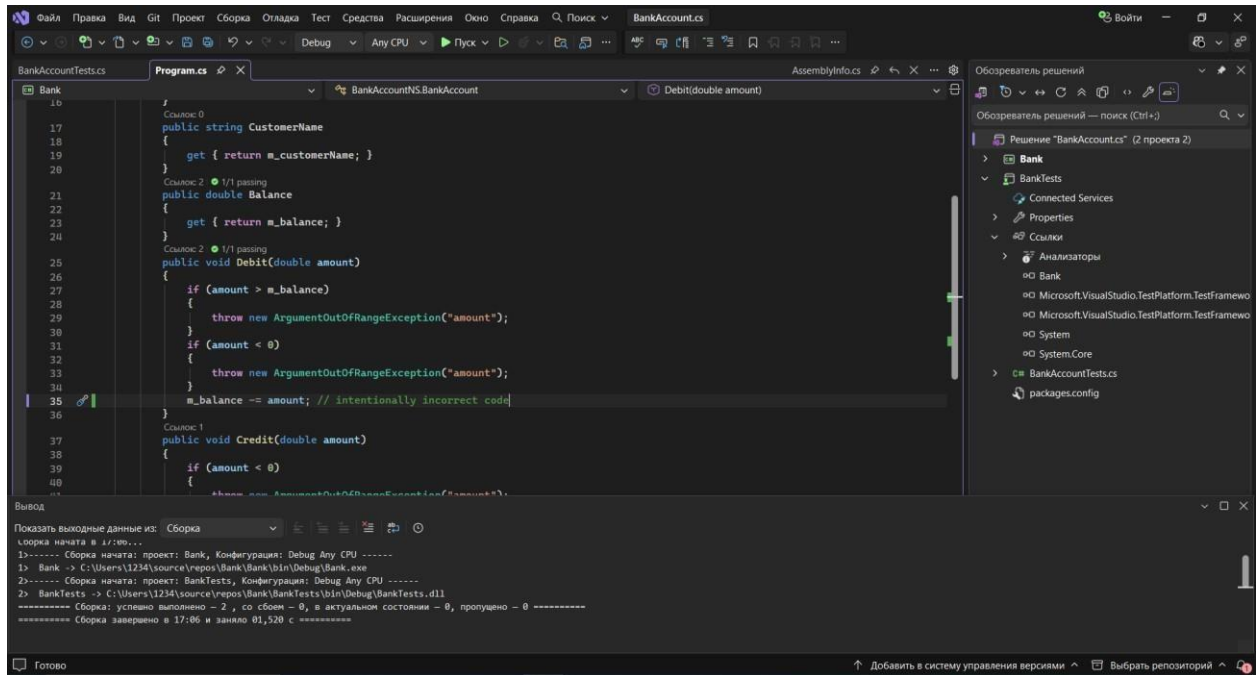 Файл Правка Вид Git Проект Сборка Отладка Тест Средства Расширения Окно Справка Поиск BankAccount.cs Войти
Debug Any CPU Пуск
BankAccountTests.cs Program.cs AssemblyInfo.cs
Bank BankAccountNS.BankAccount Debit(double amount)
16 }
Ссылок: 0
17 public string CustomerName
18 {
19 get { return m_customerName; }
20 }
Ссылок: 2 1/1 passing
21 public double Balance
22 {
23 get { return m_balance; }
24 }
Ссылок: 2 1/1 passing
25 public void Debit(double amount)
26 {
27 if (amount > m_balance)
28 {
29 throw new ArgumentOutOfRangeException("amount");
30 }
31 if (amount < 0)
32 {
33 throw new ArgumentOutOfRangeException("amount");
34 }
35 m_balance -= amount; // intentionally incorrect code
36 }
Ссылок: 1
37 public void Credit(double amount)
38 {
39 if (amount < 0)
40 {
41 throw new ArgumentOutOfRangeException("amount");
Обозреватель решений
Обозреватель решений — поиск (Ctrl+;)
Решение "BankAccount.cs" (2 проекта 2)
Bank
BankTests
Connected Services
Properties
Ссылки
Анализаторы
Bank
Microsoft.VisualStudio.TestPlatform.TestFramewo
Microsoft.VisualStudio.TestPlatform.TestFramewo
System
System.Core
C# BankAccountTests.cs
packages.config
Вывод
Показать выходные данные из: Сборка
Сборка начата в 17:06...
1>------ Сборка начата: проект: Bank, Конфигурация: Debug Any CPU ------
1> Bank -> C:\Users\1234\source\repos\Bank\Bank\bin\Debug\Bank.exe
2>------ Сборка начата: проект: BankTests, Конфигурация: Debug Any CPU ------
2> BankTests -> C:\Users\1234\source\repos\Bank\BankTests\bin\Debug\BankTests.dll
========== Сборка: успешно выполнено – 2 , со сбоем – 0, в актуальном состоянии – 0, пропущено – 0 ==========
========== Сборка завершено в 17:06 и заняло 01,520 с ==========
Готово Добавить в систему управления версиями Выбрать репозиторий 1